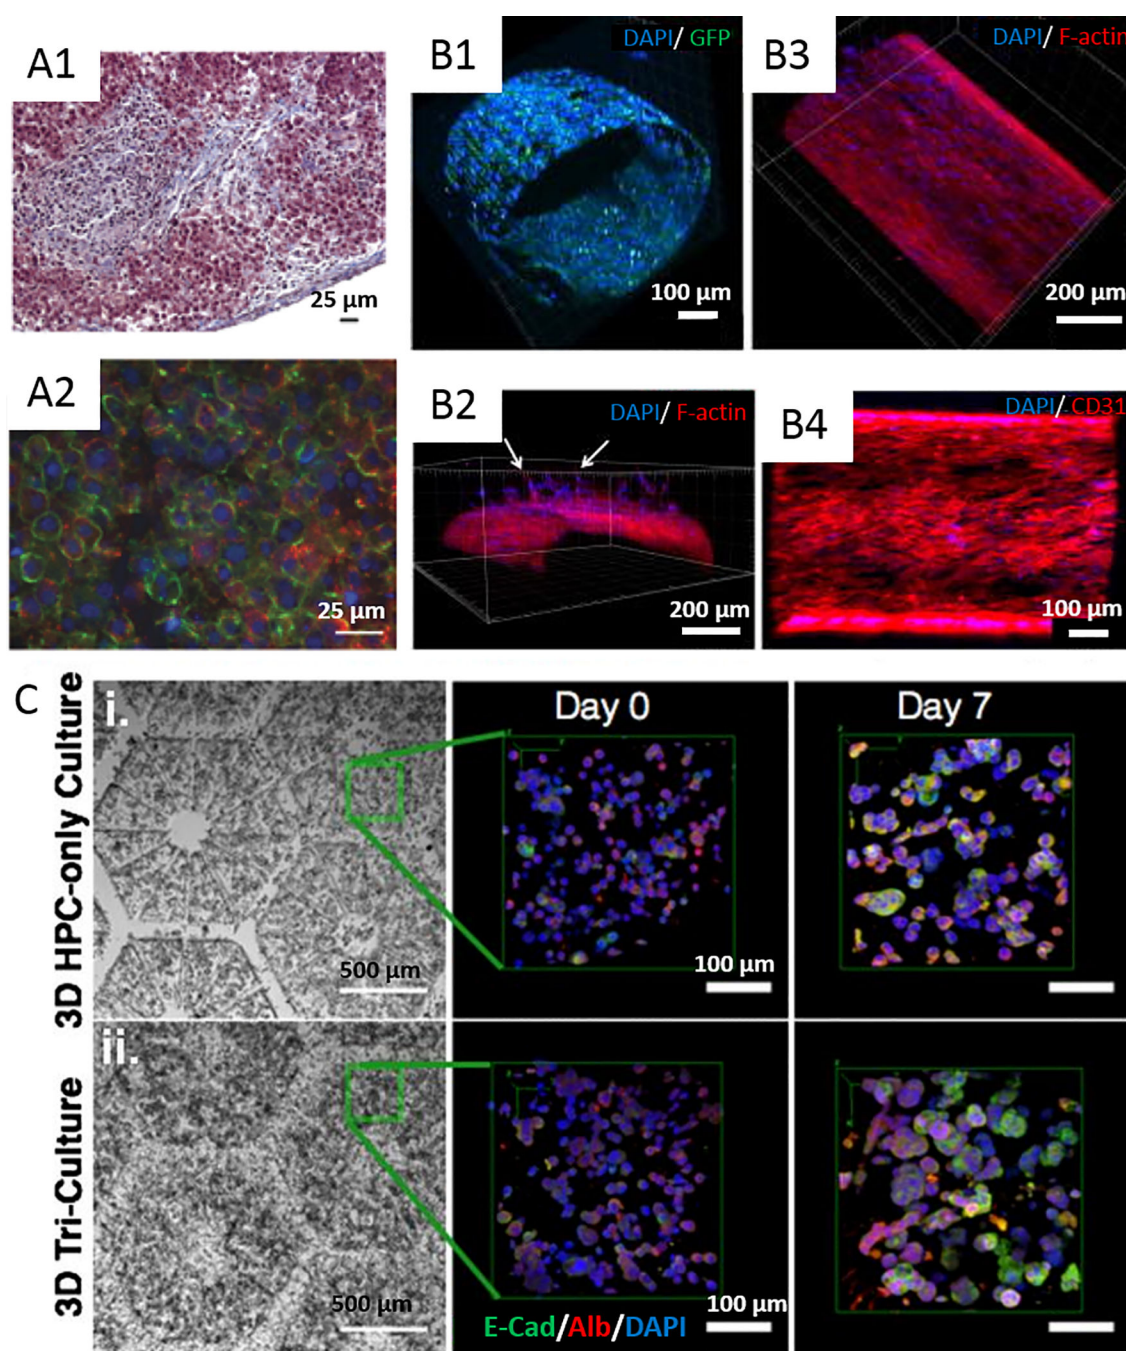 A1
25 μm
B1
DAPI/ GFP
100 μm
B3
DAPI/ F-actin
200 μm
A2
25 μm
B2
DAPI/ F-actin
200 μm
B4
DAPI/CD31
100 μm
C
3D HPC-only Culture
i.
500 μm
Day 0
100 μm
Day 7
3D Tri-Culture
ii.
500 μm
E-Cad/Alb/DAPI
100 μm